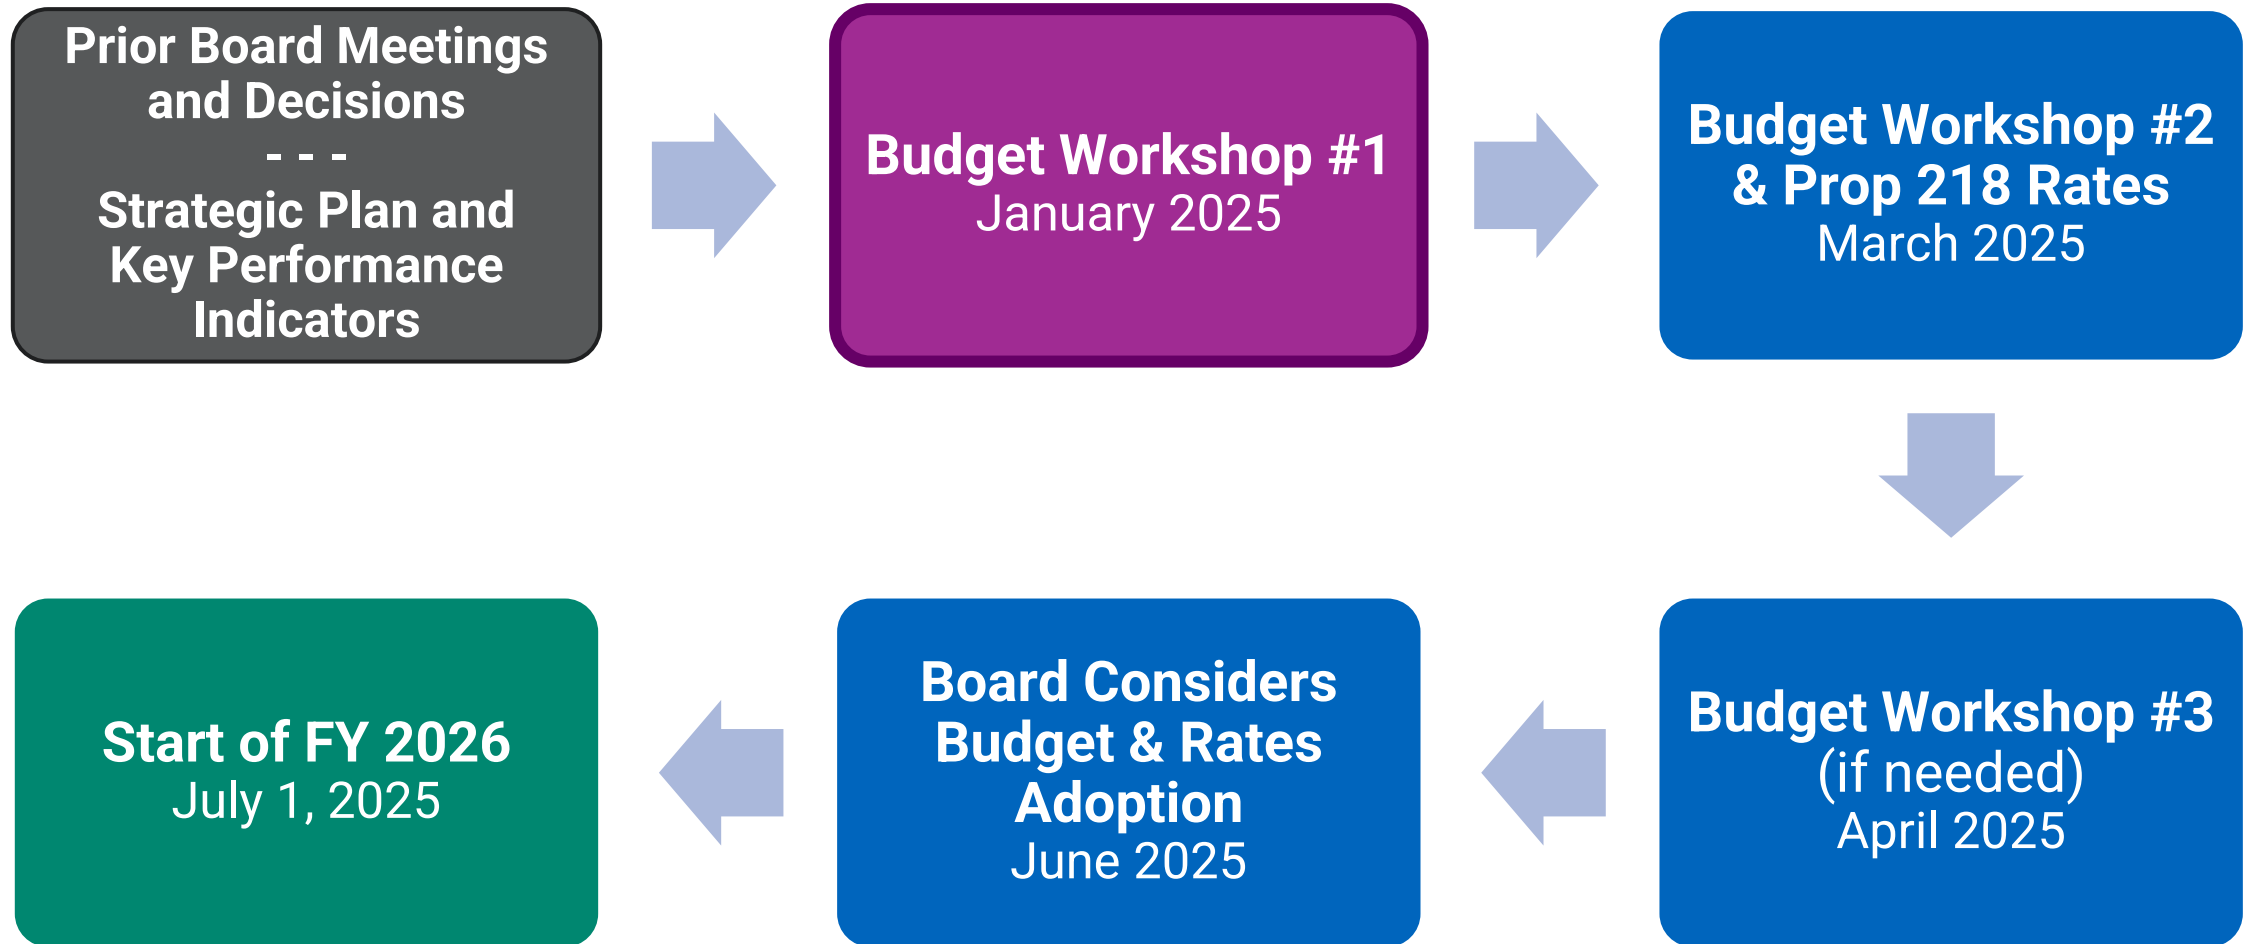 Prior Board Meetings
and Decisions
- - -
Strategic Plan and
Key Performance
Indicators
Budget Workshop #1
January 2025
Budget Workshop #2
& Prop 218 Rates
March 2025
Budget Workshop #3
(if needed)
April 2025
Board Considers
Budget & Rates
Adoption
June 2025
Start of FY 2026
July 1, 2025